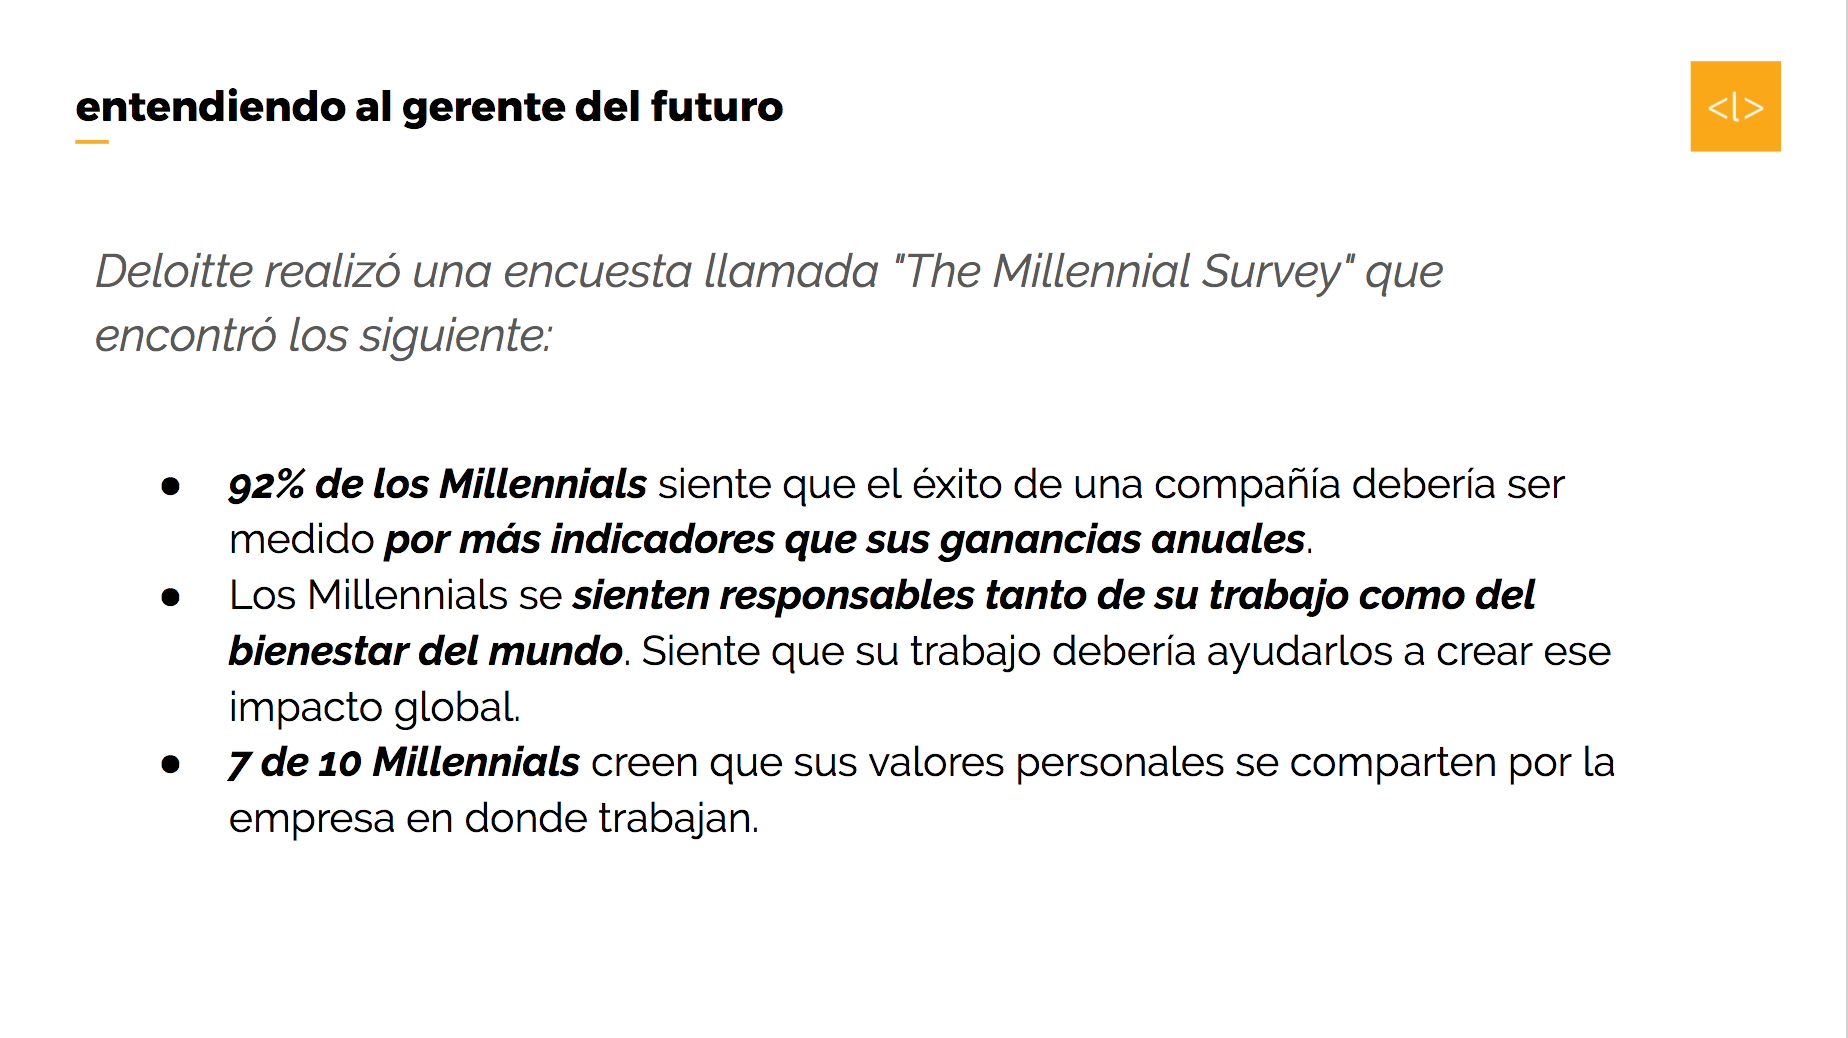 entendiendo al gerente del futuro
<l>
Deloitte realizó una encuesta llamada "The Millennial Survey" que
encontró los siguiente:
● 92% de los Millennials siente que el éxito de una compañía debería ser
medido por más indicadores que sus ganancias anuales.
● Los Millennials se sienten responsables tanto de su trabajo como del
bienestar del mundo. Siente que su trabajo debería ayudarlos a crear ese
impacto global.
● 7 de 10 Millennials creen que sus valores personales se comparten por la
empresa en donde trabajan.